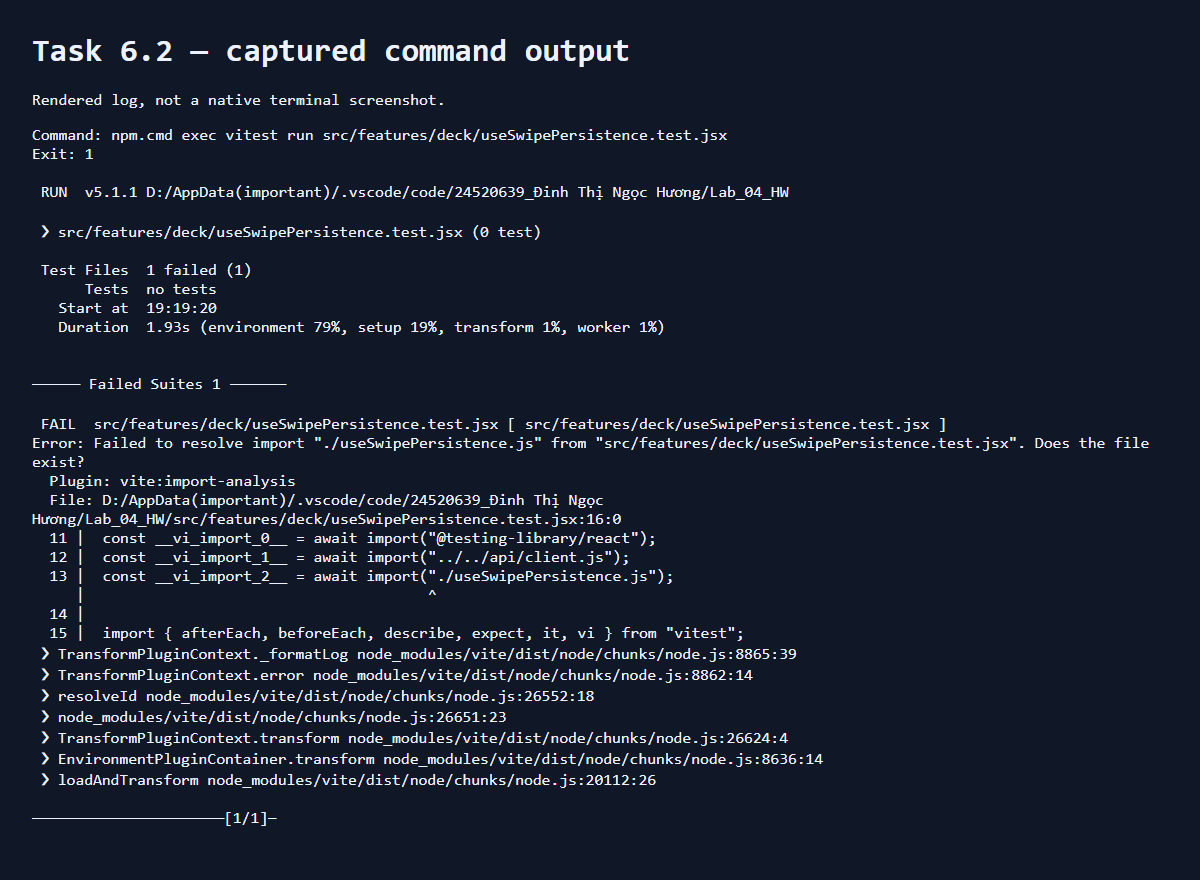 Task 6.2 — captured command output
Rendered log, not a native terminal screenshot.
Command: npm.cmd exec vitest run src/features/deck/useSwipePersistence.test.jsx
Exit: 1
RUN  v5.1.1 D:/AppData(important)/.vscode/code/24520639_Đinh Thị Ngọc Hương/Lab_04_HW
❯ src/features/deck/useSwipePersistence.test.jsx (0 test)
Test Files  1 failed (1)
Tests  no tests
Start at  19:19:20
Duration  1.93s (environment 79%, setup 19%, transform 1%, worker 1%)
────── Failed Suites 1 ───────
FAIL  src/features/deck/useSwipePersistence.test.jsx [ src/features/deck/useSwipePersistence.test.jsx ]
Error: Failed to resolve import "./useSwipePersistence.js" from "src/features/deck/useSwipePersistence.test.jsx". Does the file
exist?
Plugin: vite:import-analysis
File: D:/AppData(important)/.vscode/code/24520639_Đinh Thị Ngọc
Hương/Lab_04_HW/src/features/deck/useSwipePersistence.test.jsx:16:0
11 |  const __vi_import_0__ = await import("@testing-library/react");
12 |  const __vi_import_1__ = await import("../../api/client.js");
13 |  const __vi_import_2__ = await import("./useSwipePersistence.js");
|                                        ^
14 |
15 |  import { afterEach, beforeEach, describe, expect, it, vi } from "vitest";
❯ TransformPluginContext._formatLog node_modules/vite/dist/node/chunks/node.js:8865:39
❯ TransformPluginContext.error node_modules/vite/dist/node/chunks/node.js:8862:14
❯ resolveId node_modules/vite/dist/node/chunks/node.js:26552:18
❯ node_modules/vite/dist/node/chunks/node.js:26651:23
❯ TransformPluginContext.transform node_modules/vite/dist/node/chunks/node.js:26624:4
❯ EnvironmentPluginContainer.transform node_modules/vite/dist/node/chunks/node.js:8636:14
❯ loadAndTransform node_modules/vite/dist/node/chunks/node.js:20112:26
──────────────────────[1/1]─